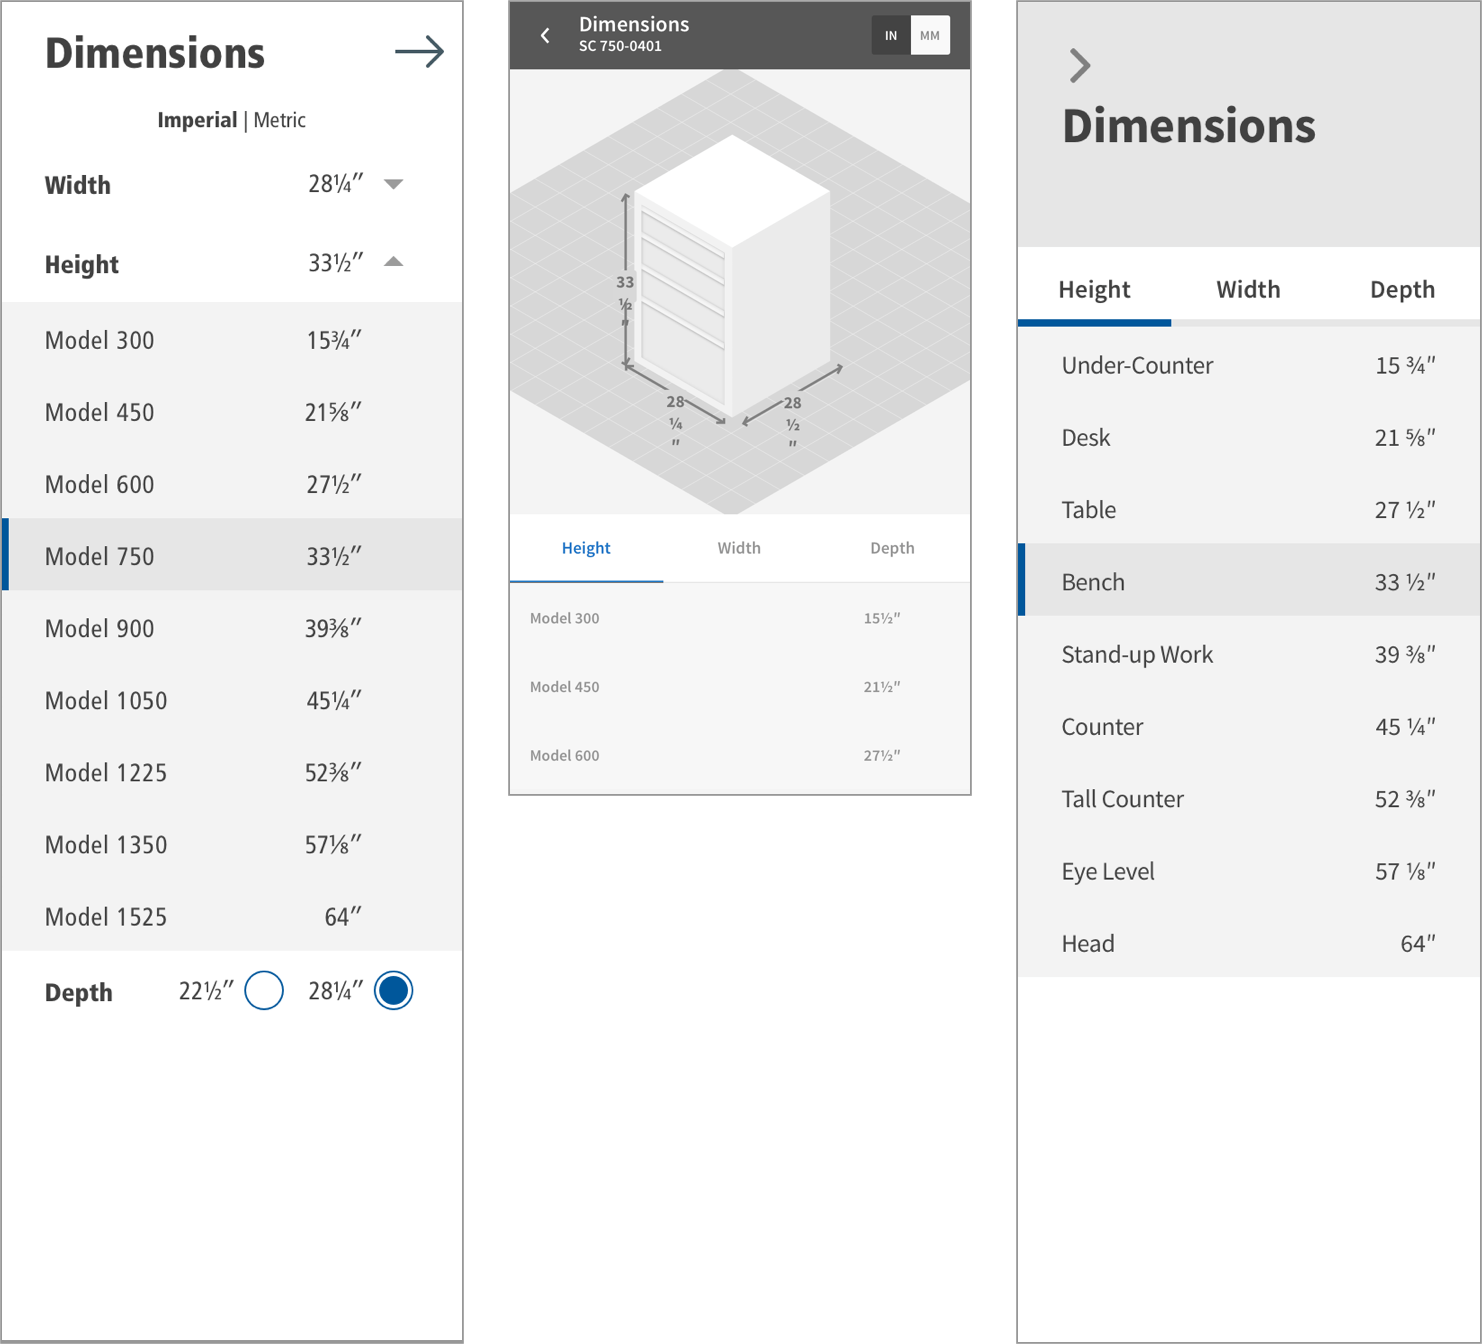 Dimensions
Imperial | Metric
Width 28¼″
Height 33½″
Model 300 15¾″
Model 450 21⅝″
Model 600 27½″
Model 750 33½″
Model 900 39⅜″
Model 1050 45¼″
Model 1225 52⅜″
Model 1350 57⅛″
Model 1525 64″
Depth 22½″ 28¼″
Dimensions
SC 750-0401
IN MM
33
½
″
28
¼
″
28
½
″
Height Width Depth
Model 300 15½″
Model 450 21½″
Model 600 27½″
Dimensions
Height Width Depth
Under-Counter 15 ¾″
Desk 21 ⅝″
Table 27 ½″
Bench 33 ½″
Stand-up Work 39 ⅜″
Counter 45 ¼″
Tall Counter 52 ⅜″
Eye Level 57 ⅛″
Head 64″